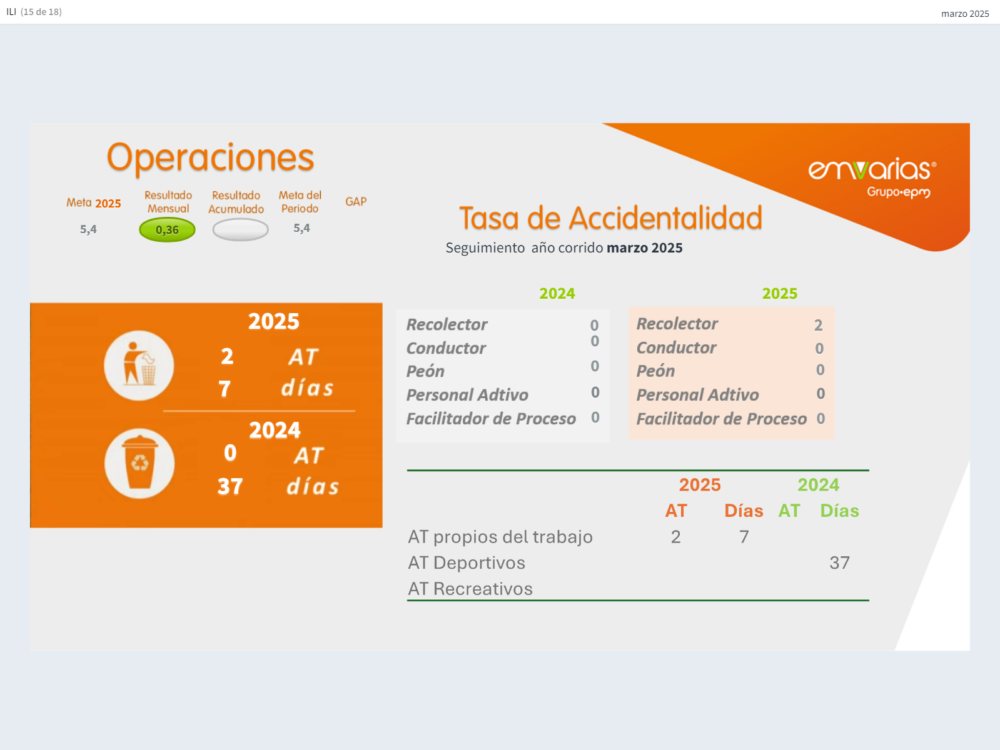 ILI (15 de 18)
marzo 2025
Operaciones
Meta 2025
Resultado Mensual
Resultado Acumulado
Meta del Periodo
GAP
5,4
0,36
5,4
emvarias®
Grupo•epm
Tasa de Accidentalidad
Seguimiento año corrido marzo 2025
2025
2 AT
7 días
2024
0 AT
37 días
2024
Recolector 0
Conductor 0
Peón 0
Personal Adtivo 0
Facilitador de Proceso 0
2025
Recolector 2
Conductor 0
Peón 0
Personal Adtivo 0
Facilitador de Proceso 0
2025 2024
AT Días AT Días
AT propios del trabajo 2 7
AT Deportivos 37
AT Recreativos